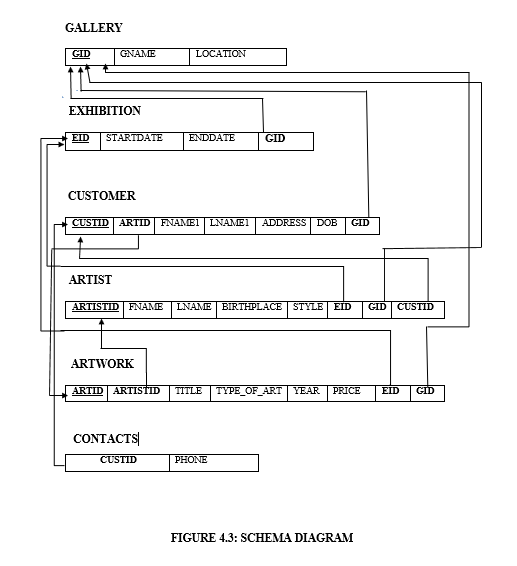 GALLERY
GID GNAME LOCATION
EXHIBITION
EID STARTDATE ENDDATE GID
CUSTOMER
CUSTID ARTID FNAME1 LNAME1 ADDRESS DOB GID
ARTIST
ARTISTID FNAME LNAME BIRTHPLACE STYLE EID GID CUSTID
ARTWORK
ARTID ARTISTID TITLE TYPE_OF_ART YEAR PRICE EID GID
CONTACTS
CUSTID PHONE
FIGURE 4.3: SCHEMA DIAGRAM